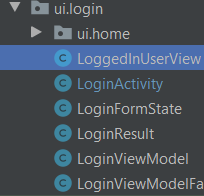 ui.login
ui.home
LoggedInUserView
LoginActivity
LoginFormState
LoginResult
LoginViewModel
LoginViewModelFa